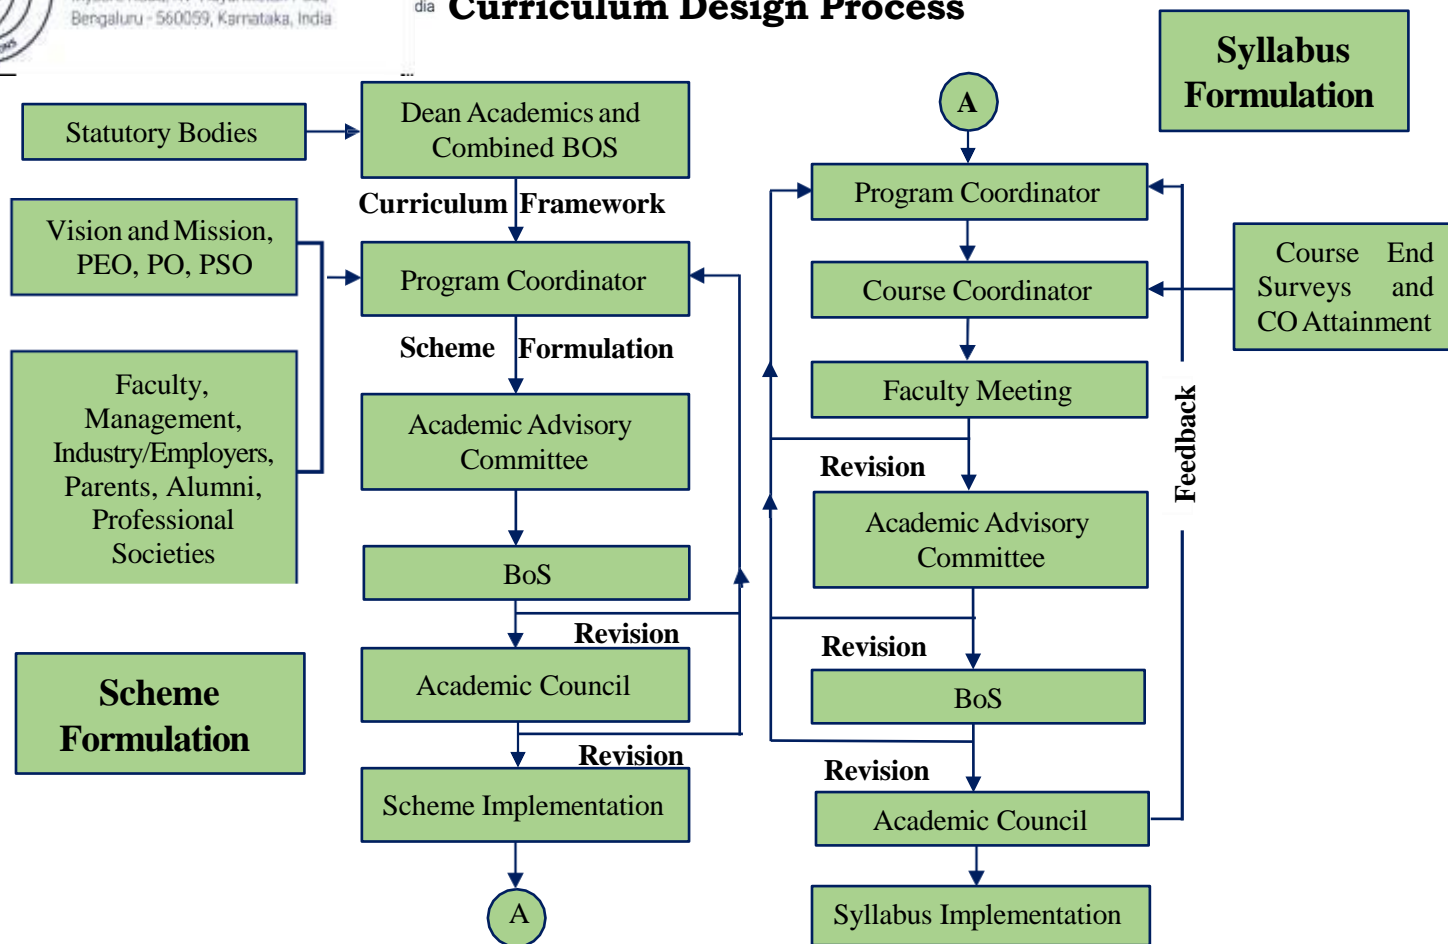 Bengaluru - 560059, Karnataka, India
dia
Curriculum Design Process
Syllabus
Formulation
Statutory Bodies
Dean Academics and
Combined BOS
Curriculum Framework
Vision and Mission,
PEO, PO, PSO
Program Coordinator
Scheme Formulation
Faculty,
Management,
Industry/Employers,
Parents, Alumni,
Professional
Societies
Academic Advisory
Committee
BoS
Revision
Academic Council
Revision
Scheme
Formulation
Scheme Implementation
A
A
Program Coordinator
Course Coordinator
Course End
Surveys and
CO Attainment
Faculty Meeting
Feedback
Revision
Academic Advisory
Committee
Revision
BoS
Revision
Academic Council
Syllabus Implementation